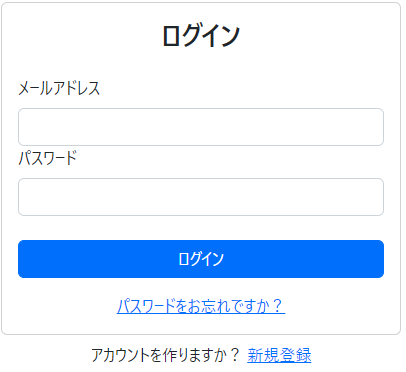 ログイン
メールアドレス
パスワード
ログイン
パスワードをお忘れですか？
アカウントを作りますか？ 新規登録